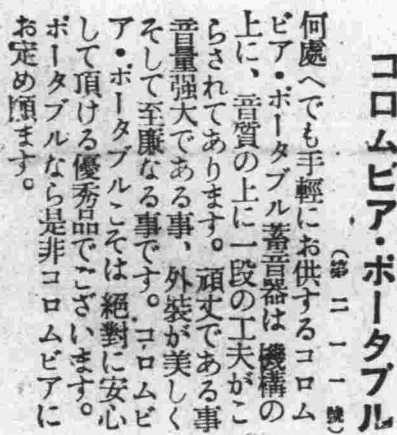 コロムビア・ポータブル
(第二一一號)
何處へでも手輕にお供するコロム
ビア・ポータブル蓄音器は機構の
上に、音質の上に一段の工夫がこ
らされてあります。頑丈である事
音量强大である事、外裝が美しく
そして至廉なる事です。コロムビ
ア・ポータブルこそは絕對に安心
して頂ける優秀品でございます。
ポータブルなら是非コロムビアに
お定め願ます。